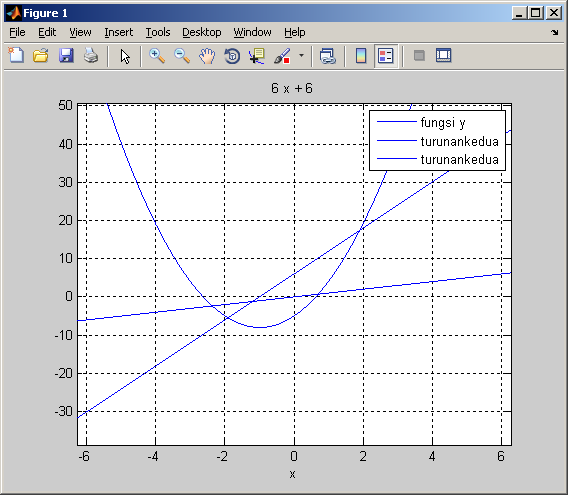 Figure 1
File Edit View Insert Tools Desktop Window Help
6 x + 6
fungsi y
turunankedua
turunankedua
50
40
30
20
10
0
-10
-20
-30
-6 -4 -2 0 2 4 6
x